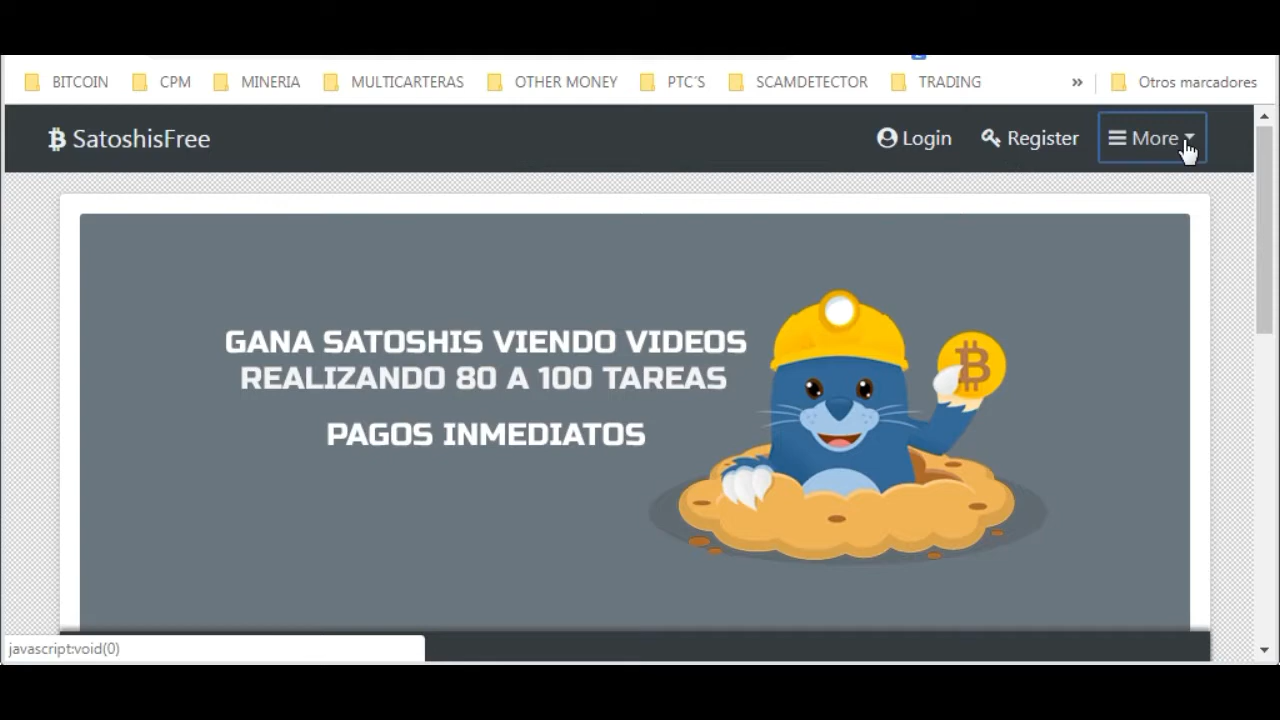 BITCOIN CPM MINERIA MULTICARTERAS OTHER MONEY PTC´S SCAMDETECTOR TRADING » Otros marcadores
SatoshisFree Login Register More
GANA SATOSHIS VIENDO VIDEOS
REALIZANDO 80 A 100 TAREAS
PAGOS INMEDIATOS
javascript:void(0)